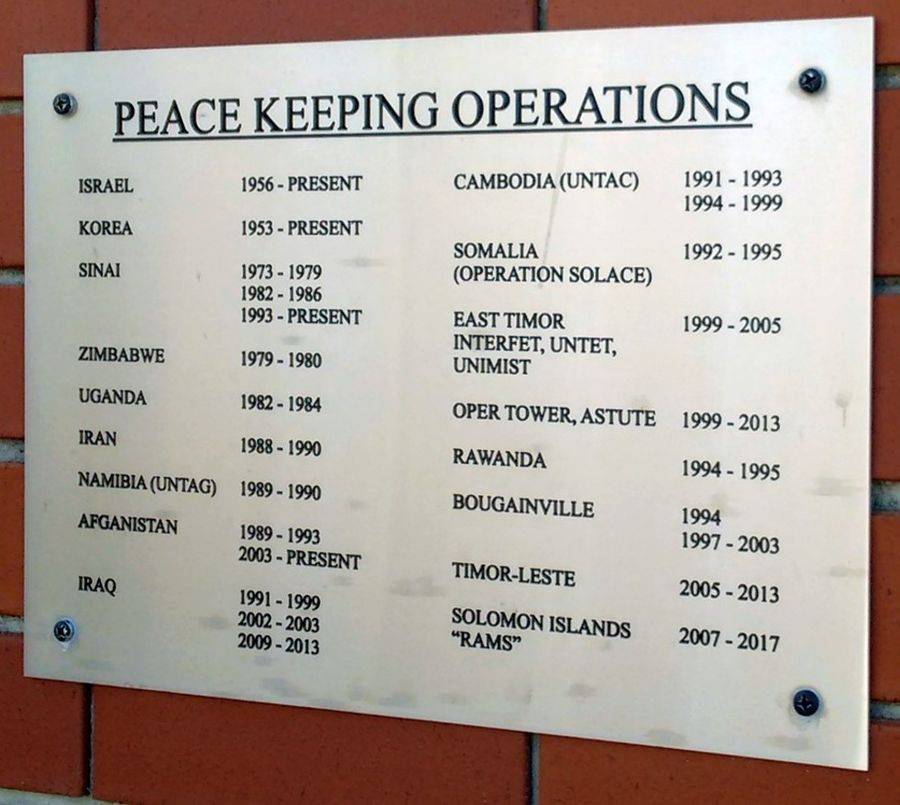 PEACE KEEPING OPERATIONS
ISRAEL 1956 - PRESENT
KOREA 1953 - PRESENT
SINAI 1973 - 1979
1982 - 1986
1993 - PRESENT
ZIMBABWE 1979 - 1980
UGANDA 1982 - 1984
IRAN 1988 - 1990
NAMIBIA (UNTAG) 1989 - 1990
AFGANISTAN 1989 - 1993
2003 - PRESENT
IRAQ 1991 - 1999
2002 - 2003
2009 - 2013
CAMBODIA (UNTAC) 1991 - 1993
1994 - 1999
SOMALIA 1992 - 1995
(OPERATION SOLACE)
EAST TIMOR 1999 - 2005
INTERFET, UNTET,
UNIMIST
OPER TOWER, ASTUTE 1999 - 2013
RAWANDA 1994 - 1995
BOUGAINVILLE 1994
1997 - 2003
TIMOR-LESTE 2005 - 2013
SOLOMON ISLANDS 2007 - 2017
“RAMS”